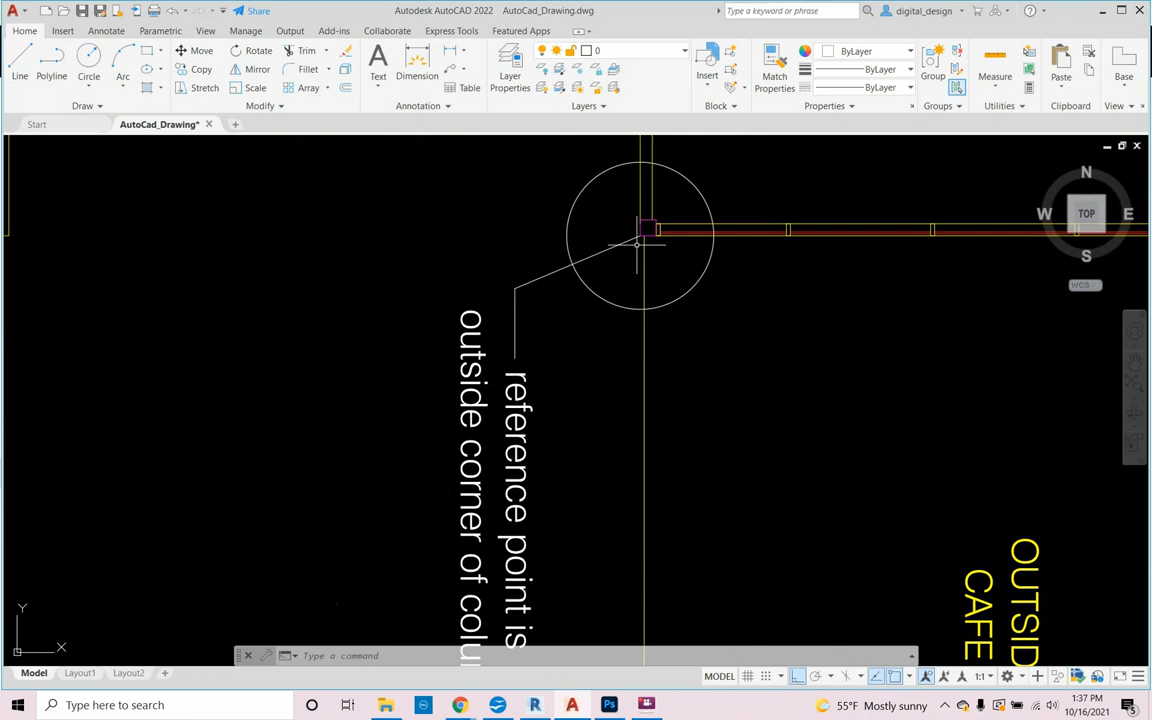 Share
Autodesk AutoCAD 2022 AutoCad_Drawing.dwg
Type a keyword or phrase
digital_design
Home Insert Annotate Parametric View Manage Output Add-ins Collaborate Express Tools Featured Apps
Line
Polyline
Circle
Arc
Move
Copy
Stretch
Rotate
Mirror
Scale
Trim
Fillet
Array
Text
Dimension
Table
Layer
Properties
0
Insert
Match
Properties
ByLayer
ByLayer
ByLayer
Group
Measure
Paste
Base
Draw Modify Annotation Layers Block Properties Groups Utilities Clipboard View
Start
AutoCad_Drawing*
N
W TOP E
S
WCS
reference point is
outside corner of colu
OUTSID
CAFE
Y
X
Type a command
Model Layout1 Layout2
MODEL
1:1
Type here to search
55°F Mostly sunny
1:37 PM
10/16/2021
5